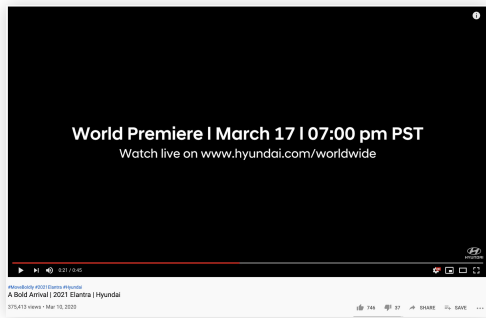 World Premiere I March 17 I 07:00 pm PST
Watch live on www.hyundai.com/worldwide
HYUNDAI
0:21 / 0:45
#MoveBoldly #2021Elantra #Hyundai
A Bold Arrival | 2021 Elantra | Hyundai
375,413 views • Mar 10, 2020
746 37 SHARE SAVE